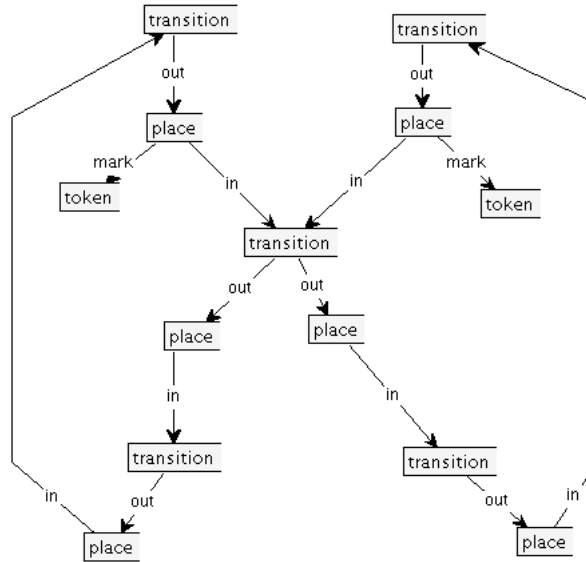 transition
transition
out
out
place
place
mark
mark
in
in
token
token
transition
out
out
place
place
in
in
transition
transition
out
out
in
in
place
place